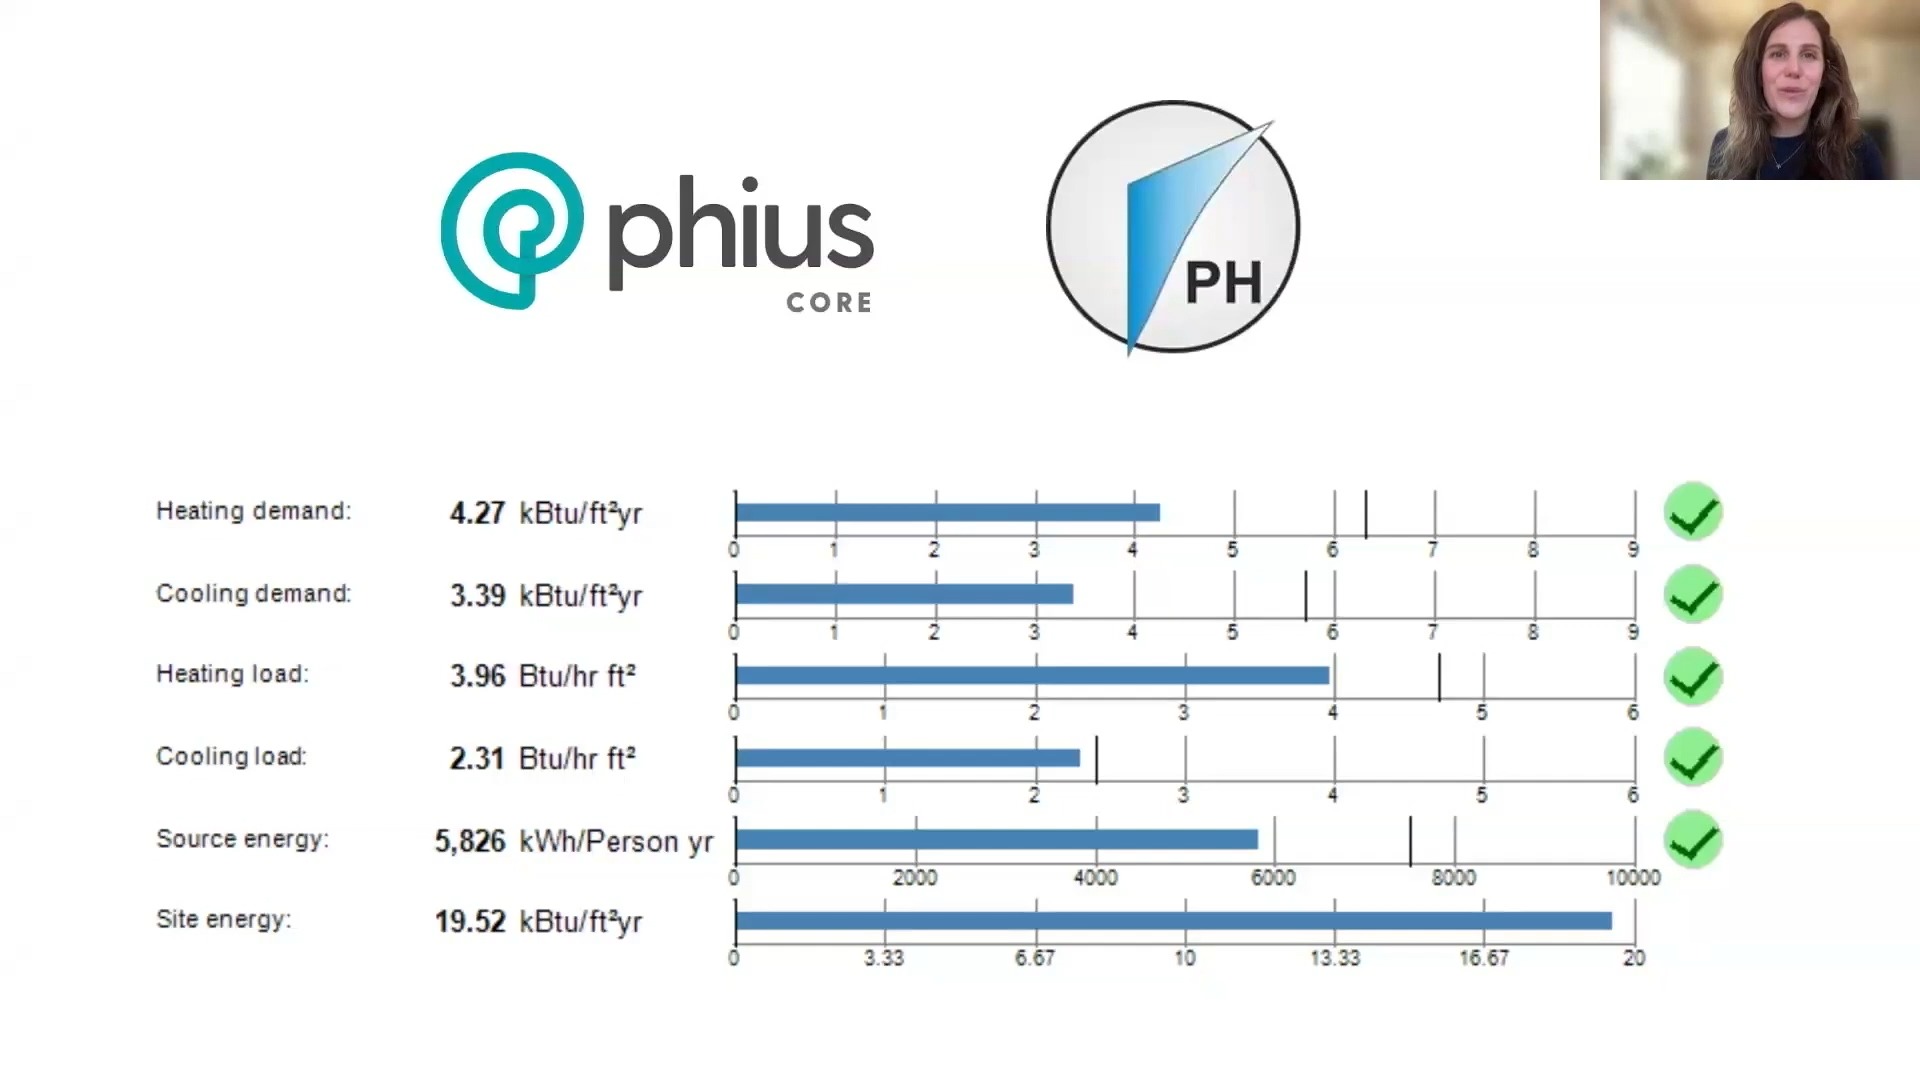 phius
CORE
PH
Heating demand: 4.27 kBtu/ft²yr
0 1 2 3 4 5 6 7 8 9
Cooling demand: 3.39 kBtu/ft²yr
0 1 2 3 4 5 6 7 8 9
Heating load: 3.96 Btu/hr ft²
0 1 2 3 4 5 6
Cooling load: 2.31 Btu/hr ft²
0 1 2 3 4 5 6
Source energy: 5,826 kWh/Person yr
0 2000 4000 6000 8000 10000
Site energy: 19.52 kBtu/ft²yr
0 3.33 6.67 10 13.33 16.67 20